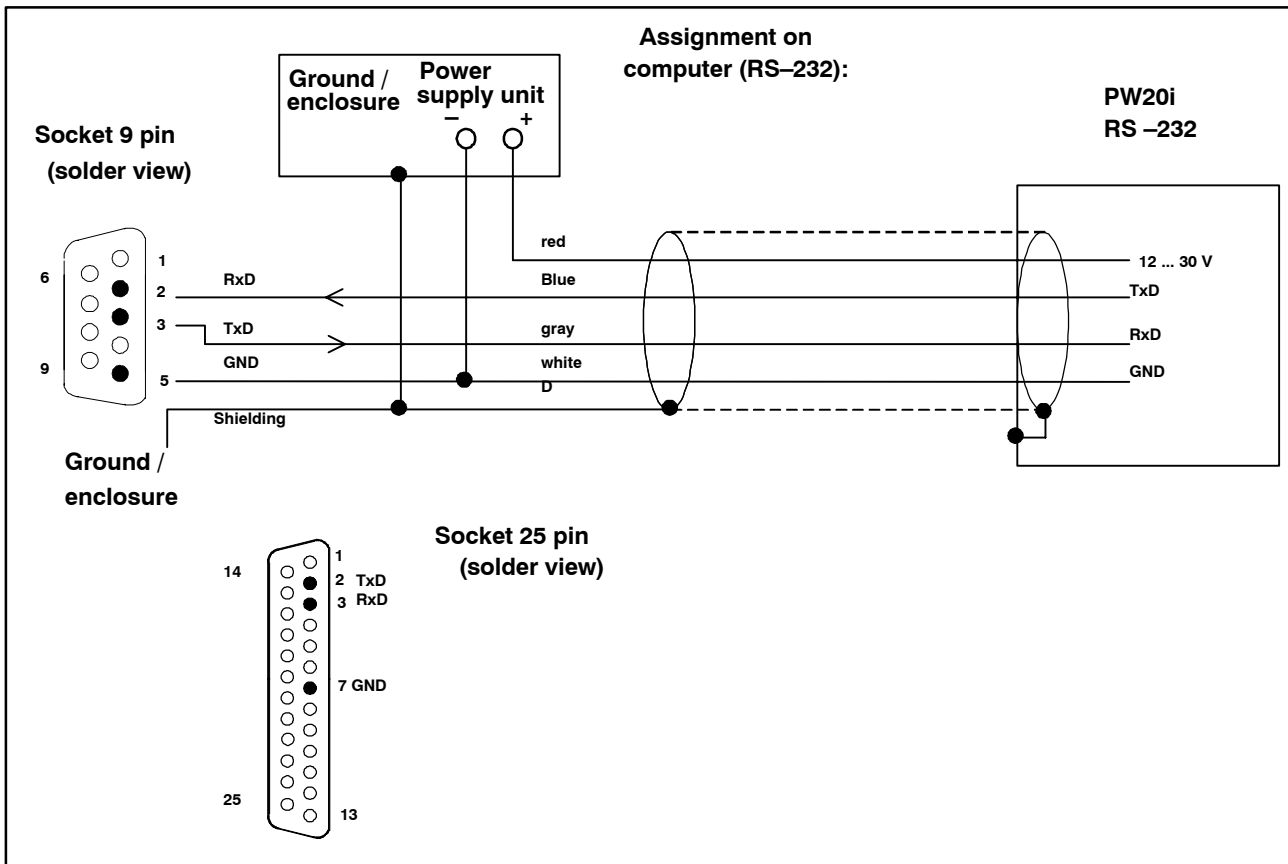 Assignment on
computer (RS–232):
Ground /
enclosure
Power
supply unit
– +
PW20i
RS –232
Socket 9 pin
(solder view)
red
12 ... 30 V
1
6
RxD
Blue
TxD
2
3
TxD
gray
RxD
GND
white
GND
9
5
D
Shielding
Ground /
enclosure
Socket 25 pin
(solder view)
1
14
2 TxD
3 RxD
7 GND
25
13